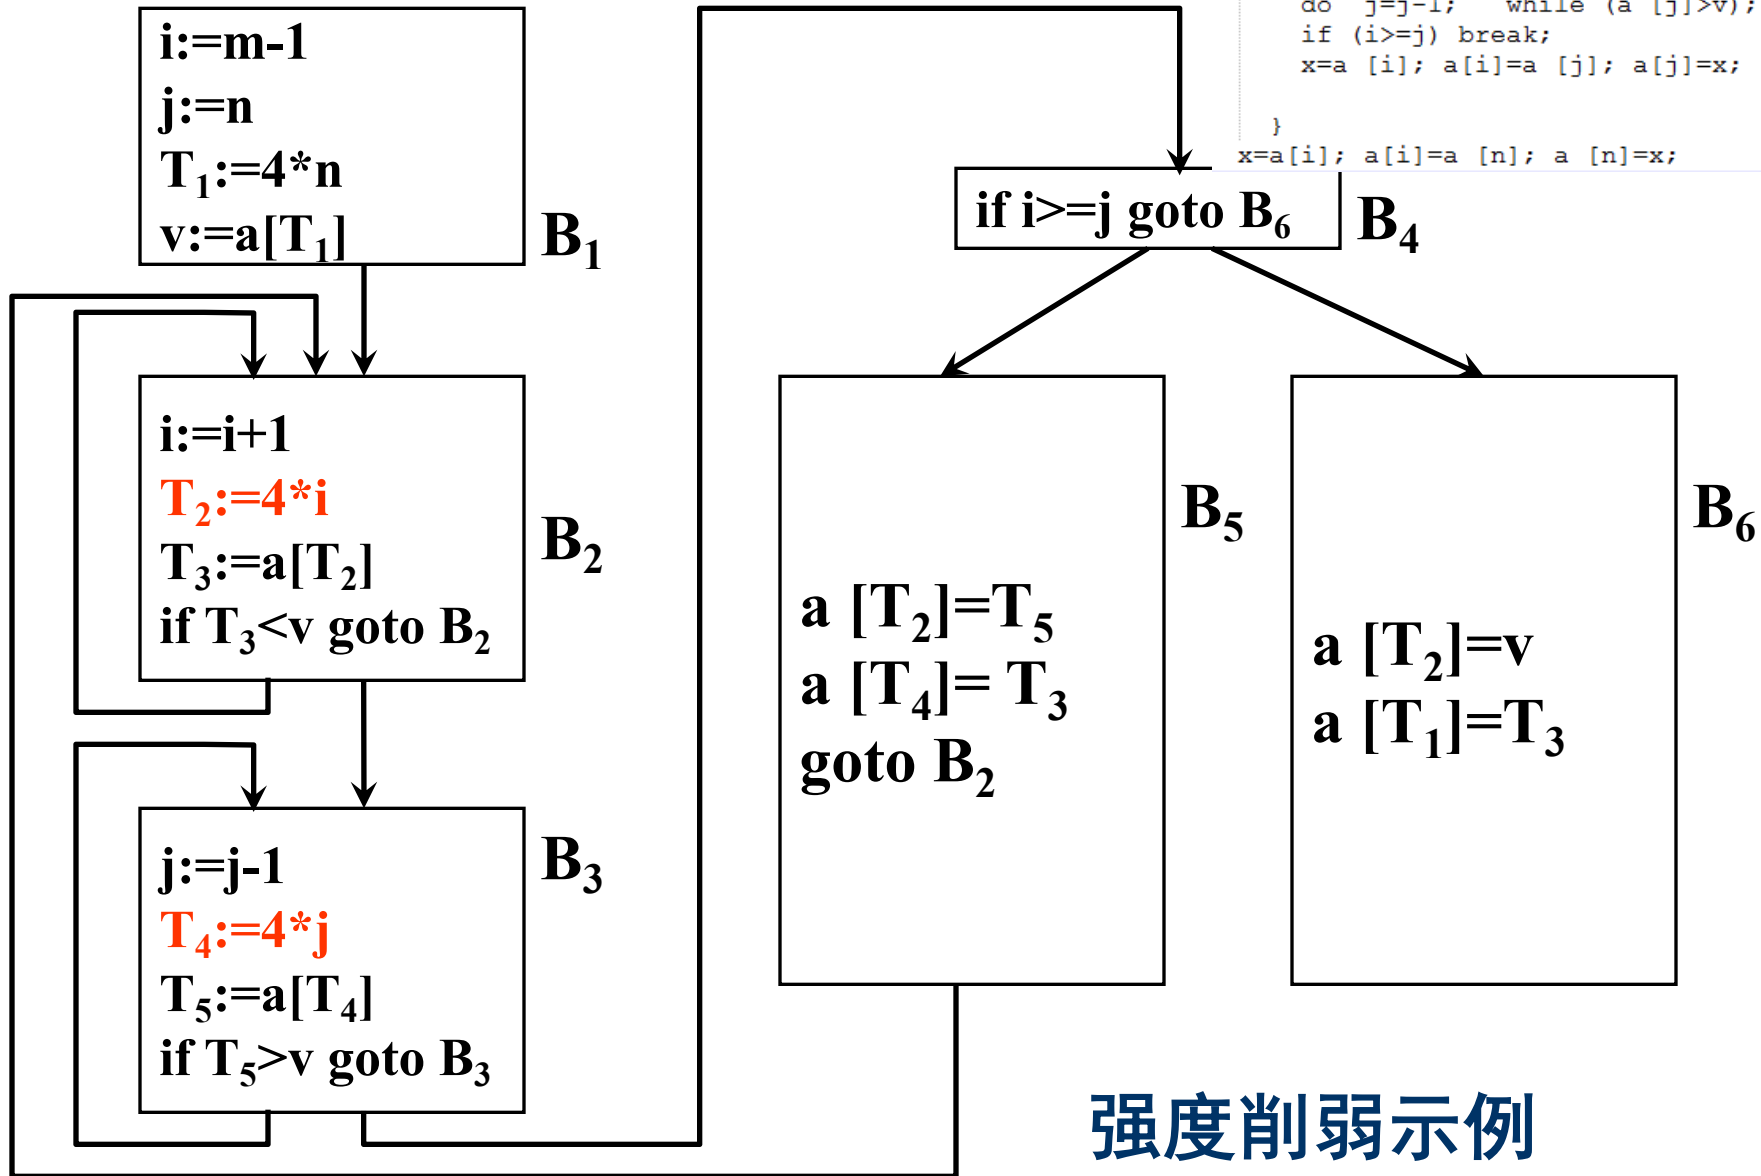 i:=m-1
j:=n
T₁:=4*n
v:=a[T₁]
B₁
i:=i+1
T₂:=4*i
T₃:=a[T₂]
if T₃<v goto B₂
B₂
j:=j-1
T₄:=4*j
T₅:=a[T₄]
if T₅>v goto B₃
B₃
do j=j-1; while (a [j]>v);
if (i>=j) break;
x=a [i]; a[i]=a [j]; a[j]=x;
}
x=a[i]; a[i]=a [n]; a [n]=x;
if i>=j goto B₆
B₄
a [T₂]=T₅
a [T₄]= T₃
goto B₂
B₅
a [T₂]=v
a [T₁]=T₃
B₆
强度削弱示例